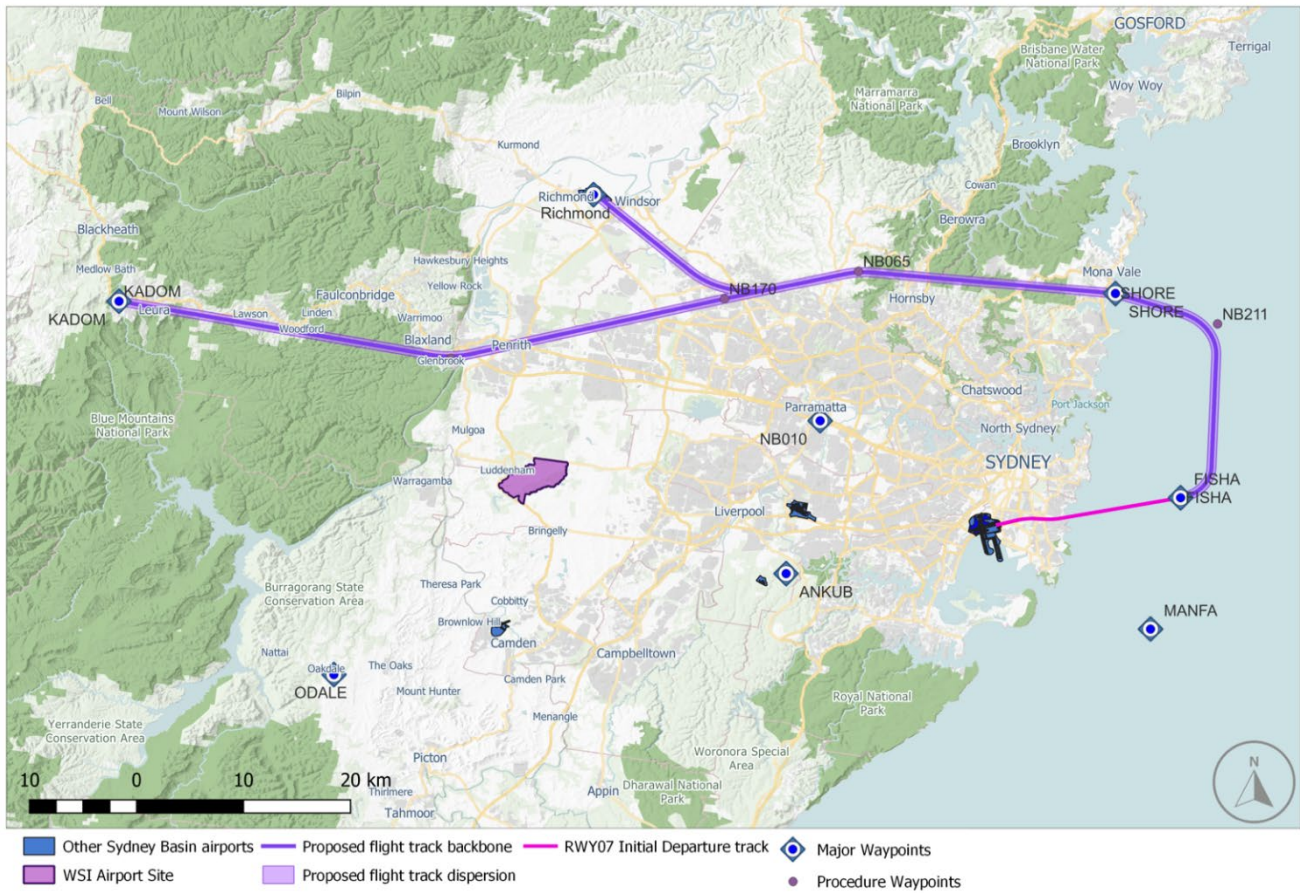 GOSFORD
Terrigal
Brisbane Water
National Park
Woy Woy
Bell
Mount Wilson
Bilpin
Marramarra
National Park
Kurmond
Brooklyn
Cowan
Richmond
Windsor
Richmond
Berowra
Blackheath
Medlow Bath
Hawkesbury Heights
NB065
Mona Vale
KADOM
Yellow Rock
Faulconbridge
NB170
Hornsby
SHORE
KADOM
Leura
Lawson
Linden
Warrimoo
SHORE
NB211
Woodford
Blaxland
Penrith
Glenbrook
Chatswood
Port Jackson
Parramatta
Blue Mountains
National Park
Mulgoa
NB010
North Sydney
SYDNEY
Luddenham
Warragamba
FISHA
FISHA
Liverpool
Bringelly
Theresa Park
Burragorang State
Conservation Area
ANKUB
Cobbitty
Brownlow Hill
MANFA
Camden
Nattai
Oakdale
The Oaks
Campbelltown
ODALE
Mount Hunter
Camden Park
Royal National
Park
Yerranderie State
Conservation Area
Menangle
Picton
Woronora Special
Area
10 0 10 20 km
Thirlmere
Appin
Dharawal National
Park
Tahmoor
N
Other Sydney Basin airports
Proposed flight track backbone
RWY07 Initial Departure track
Major Waypoints
WSI Airport Site
Proposed flight track dispersion
Procedure Waypoints